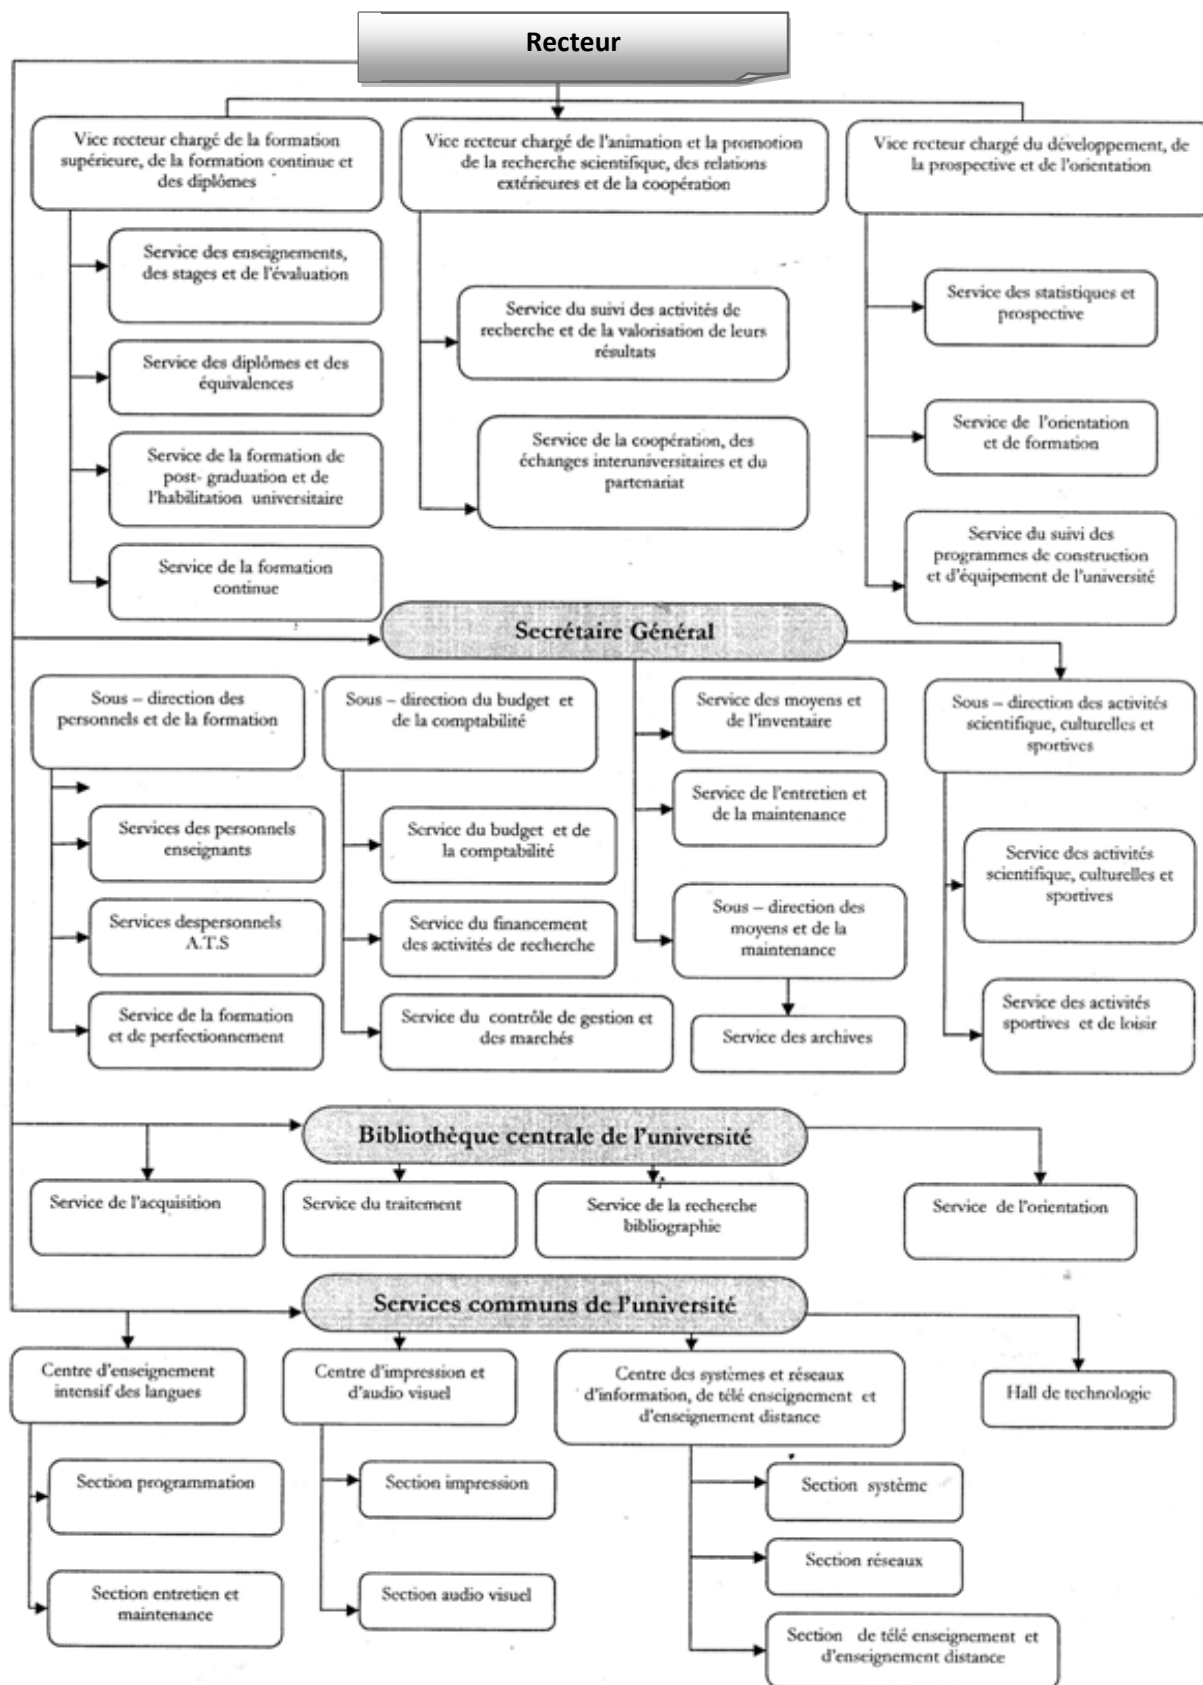 Recteur
Vice recteur chargé de la formation
supérieure, de la formation continue et
des diplômes
Vice recteur chargé de l'animation et la promotion
de la recherche scientifique, des relations
extérieures et de la coopération
Vice recteur chargé du développement, de
la prospective et de l'orientation
Service des enseignements,
des stages et de l'évaluation
Service des diplômes et des
équivalences
Service de la formation de
post- graduation et de
l'habilitation universitaire
Service de la formation
continue
Service du suivi des activités de
recherche et de la valorisation de leurs
résultats
Service de la coopération, des
échanges interuniversitaires et du
partenariat
Service des statistiques et
prospective
Service de l'orientation
et de formation
Service du suivi des
programmes de construction
et d'équipement de l'université
Secrétaire Général
Sous – direction des
personnels et de la formation
Services des personnels
enseignants
Services despersonnels
A.T.S
Service de la formation
et de perfectionnement
Sous – direction du budget et
de la comptabilité
Service du budget et de
la comptabilité
Service du financement
des activités de recherche
Service du contrôle de gestion et
des marchés
Service des moyens et
de l'inventaire
Service de l'entretien et
de la maintenance
Sous – direction des
moyens et de la
maintenance
Service des archives
Sous – direction des activités
scientifique, culturelles et
sportives
Service des activités
scientifique, culturelles et
sportives
Service des activités
sportives et de loisir
Bibliothèque centrale de l'université
Service de l'acquisition
Service du traitement
Service de la recherche
bibliographie
Service de l'orientation
Services communs de l'université
Centre d'enseignement
intensif des langues
Section programmation
Section entretien et
maintenance
Centre d'impression et
d'audio visuel
Section impression
Section audio visuel
Centre des systèmes et réseaux
d'information, de télé enseignement et
d'enseignement distance
Section système
Section réseaux
Section de télé enseignement et
d'enseignement distance
Hall de technologie